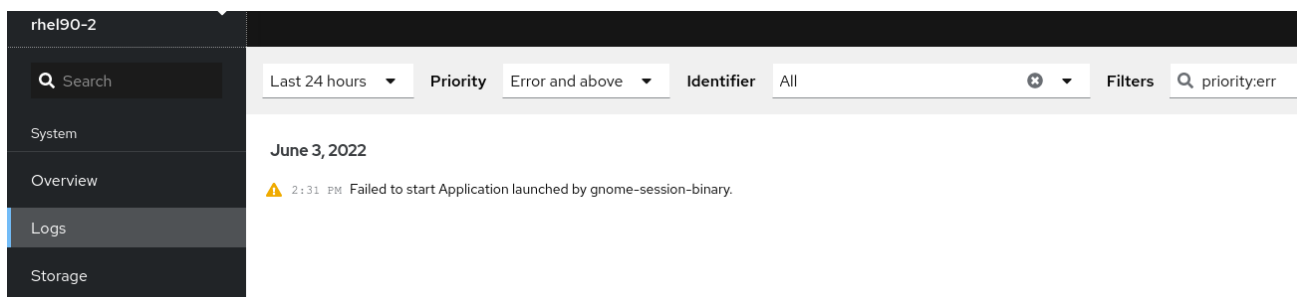 rhel90-2
Search
Last 24 hours Priority Error and above Identifier All Filters priority:err
System
Overview
Logs
Storage
June 3, 2022
2:31 PM Failed to start Application launched by gnome-session-binary.